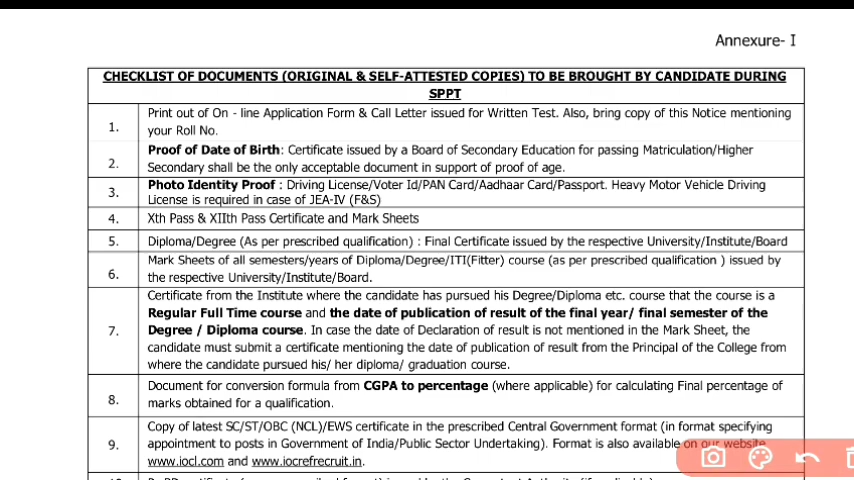 Annexure- I
CHECKLIST OF DOCUMENTS (ORIGINAL & SELF-ATTESTED COPIES) TO BE BROUGHT BY CANDIDATE DURING
SPPT
1. Print out of On - line Application Form & Call Letter issued for Written Test. Also, bring copy of this Notice mentioning
your Roll No.
2. Proof of Date of Birth: Certificate issued by a Board of Secondary Education for passing Matriculation/Higher
Secondary shall be the only acceptable document in support of proof of age.
3. Photo Identity Proof : Driving License/Voter Id/PAN Card/Aadhaar Card/Passport. Heavy Motor Vehicle Driving
License is required in case of JEA-IV (F&S)
4. Xth Pass & XIIth Pass Certificate and Mark Sheets
5. Diploma/Degree (As per prescribed qualification) : Final Certificate issued by the respective University/Institute/Board
6. Mark Sheets of all semesters/years of Diploma/Degree/ITI(Fitter) course (as per prescribed qualification ) issued by
the respective University/Institute/Board.
7. Certificate from the Institute where the candidate has pursued his Degree/Diploma etc. course that the course is a
Regular Full Time course and the date of publication of result of the final year/ final semester of the
Degree / Diploma course. In case the date of Declaration of result is not mentioned in the Mark Sheet, the
candidate must submit a certificate mentioning the date of publication of result from the Principal of the College from
where the candidate pursued his/ her diploma/ graduation course.
8. Document for conversion formula from CGPA to percentage (where applicable) for calculating Final percentage of
marks obtained for a qualification.
9. Copy of latest SC/ST/OBC (NCL)/EWS certificate in the prescribed Central Government format (in format specifying
appointment to posts in Government of India/Public Sector Undertaking). Format is also available on our website
www.iocl.com and www.iocrefrecruit.in.